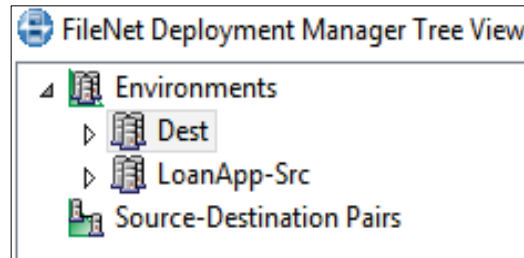 FileNet Deployment Manager Tree View
Environments
Dest
LoanApp-Src
Source-Destination Pairs